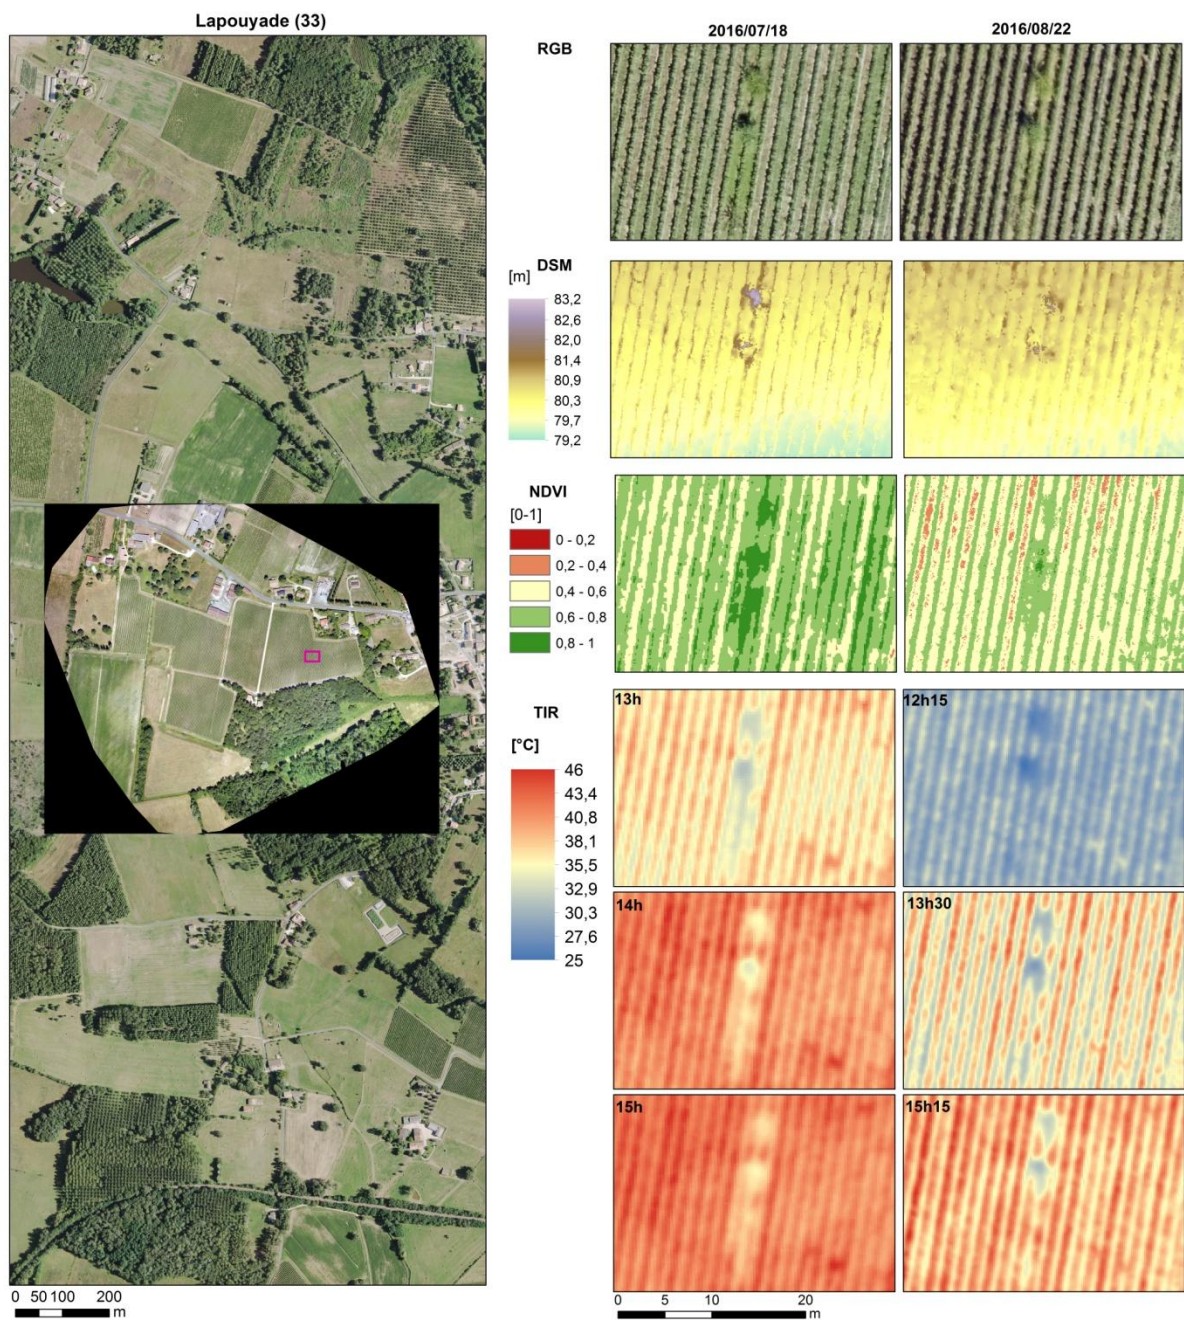 Lapouyade (33)
RGB
2016/07/18
2016/08/22
DSM
[m]
83,2
82,6
82,0
81,4
80,9
80,3
79,7
79,2
NDVI
[0-1]
0 - 0,2
0,2 - 0,4
0,4 - 0,6
0,6 - 0,8
0,8 - 1
TIR
[°C]
46
43,4
40,8
38,1
35,5
32,9
30,3
27,6
25
13h
12h15
14h
13h30
15h
15h15
0 50 100 200
m
0 5 10 20
m